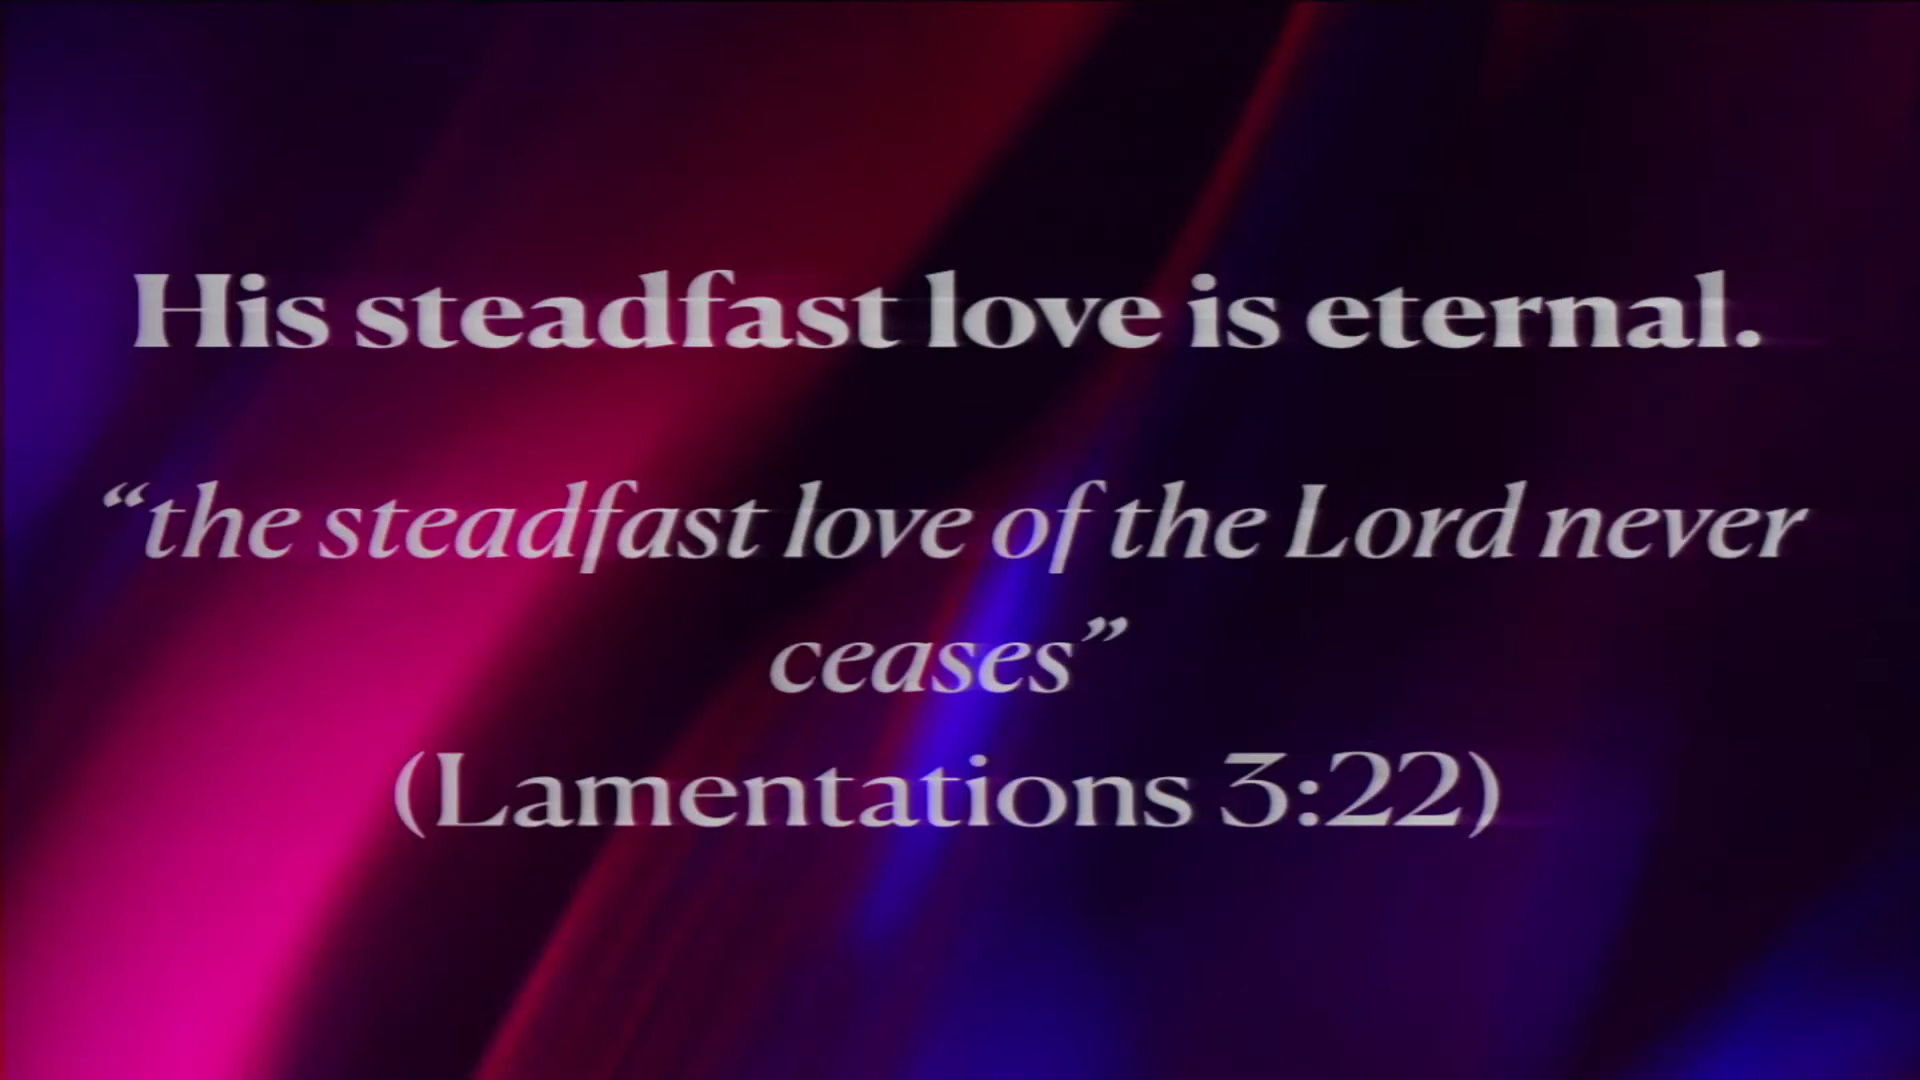 His steadfast love is eternal.
“the steadfast love of the Lord never
ceases”
(Lamentations 3:22)